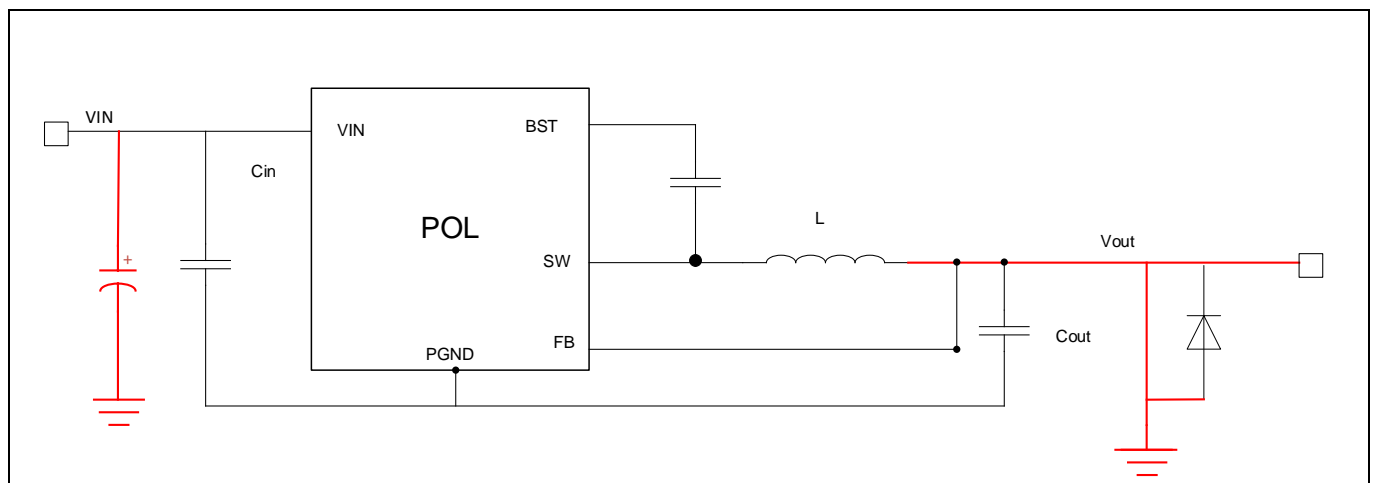 VIN
Cin
+
VIN
BST
POL
SW
FB
PGND
L
Vout
Cout